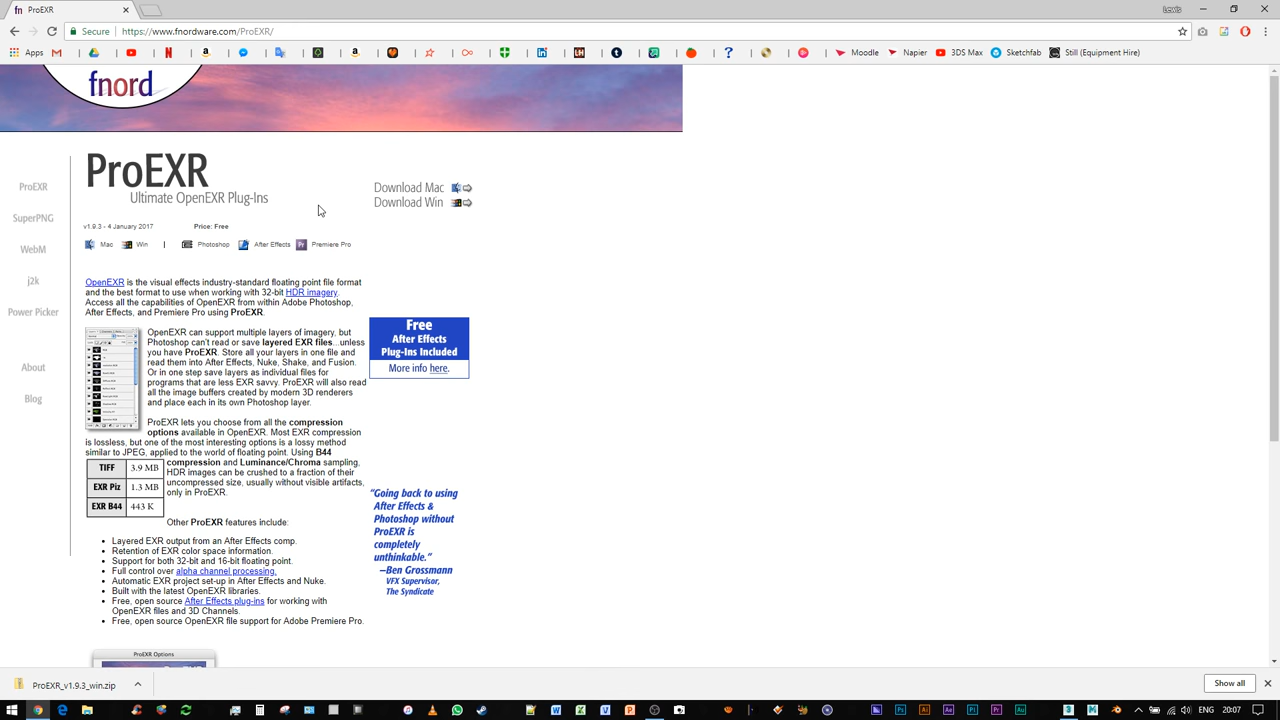 ProEXR
Lewis
Secure https://www.fnordware.com/ProEXR/
Apps Moodle Napier 3DS Max Sketchfab Still (Equipment Hire)
fnord
ProEXR
Ultimate OpenEXR Plug-Ins
Download Mac
Download Win
v1.9.3 - 4 January 2017 Price: Free
Mac Win | Photoshop After Effects Premiere Pro
ProEXR
SuperPNG
WebM
j2k
Power Picker
About
Blog
OpenEXR is the visual effects industry-standard floating point file format
and the best format to use when working with 32-bit HDR imagery.
Access all the capabilities of OpenEXR from within Adobe Photoshop,
After Effects, and Premiere Pro using ProEXR.
OpenEXR can support multiple layers of imagery, but
Photoshop can't read or save layered EXR files...unless
you have ProEXR. Store all your layers in one file and
read them into After Effects, Nuke, Shake, and Fusion.
Or in one step save layers as individual files for
programs that are less EXR savvy. ProEXR will also read
all the image buffers created by modern 3D renderers
and place each in its own Photoshop layer.
ProEXR lets you choose from all the compression
options available in OpenEXR. Most EXR compression
is lossless, but one of the most interesting options is a lossy method
similar to JPEG, applied to the world of floating point. Using B44
compression and Luminance/Chroma sampling,
HDR images can be crushed to a fraction of their
uncompressed size, usually without visible artifacts,
only in ProEXR.
TIFF 3.9 MB
EXR Piz 1.3 MB
EXR B44 443 K
Other ProEXR features include:
Layered EXR output from an After Effects comp.
Retention of EXR color space information.
Support for both 32-bit and 16-bit floating point.
Full control over alpha channel processing.
Automatic EXR project set-up in After Effects and Nuke.
Built with the latest OpenEXR libraries.
Free, open source After Effects plug-ins for working with
OpenEXR files and 3D Channels.
Free, open source OpenEXR file support for Adobe Premiere Pro.
Free
After Effects
Plug-Ins Included
More info here.
"Going back to using
After Effects &
Photoshop without
ProEXR is
completely
unthinkable."
—Ben Grossmann
VFX Supervisor,
The Syndicate
ProEXR Options
ProEXR_v1.9.3_win.zip
Show all
ENG 20:07